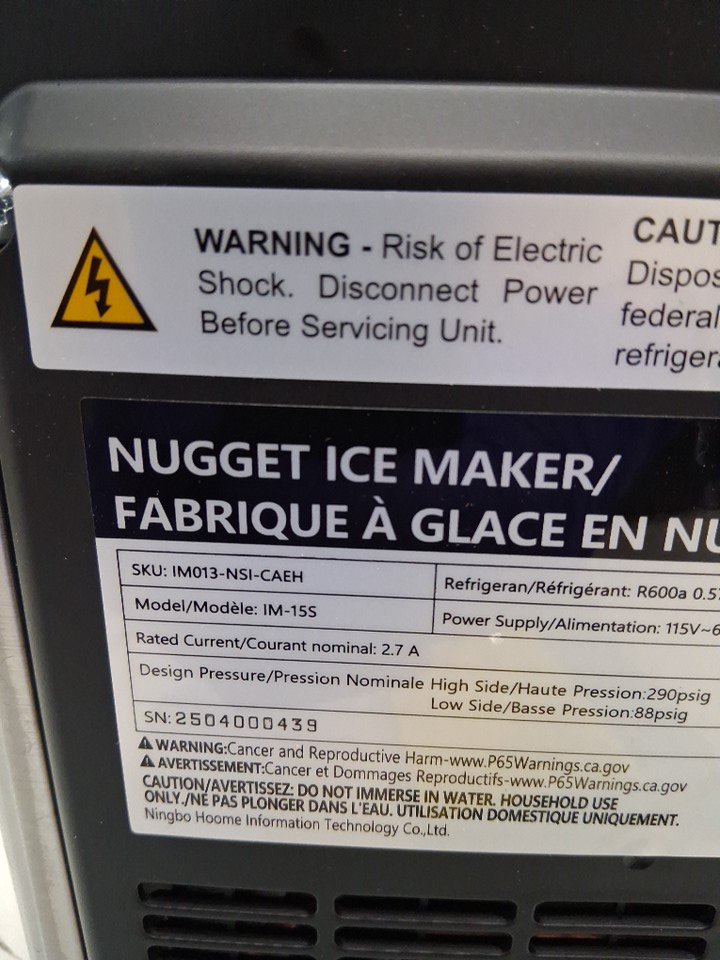 WARNING - Risk of Electric
Shock. Disconnect Power
Before Servicing Unit.
CAUT
Dispos
federal
refriger
NUGGET ICE MAKER/
FABRIQUE À GLACE EN NU
SKU: IM013-NSI-CAEH
Refrigeran/Réfrigérant: R600a 0.57
Model/Modèle: IM-15S
Power Supply/Alimentation: 115V~6
Rated Current/Courant nominal: 2.7 A
Design Pressure/Pression Nominale High Side/Haute Pression:290psig
Low Side/Basse Pression:88psig
SN:2504000439
WARNING:Cancer and Reproductive Harm-www.P65Warnings.ca.gov
AVERTISSEMENT:Cancer et Dommages Reproductifs-www.P65Warnings.ca.gov
CAUTION/AVERTISSEZ: DO NOT IMMERSE IN WATER. HOUSEHOLD USE
ONLY./NE PAS PLONGER DANS L'EAU. UTILISATION DOMESTIQUE UNIQUEMENT.
Ningbo Hoome Information Technology Co.,Ltd.